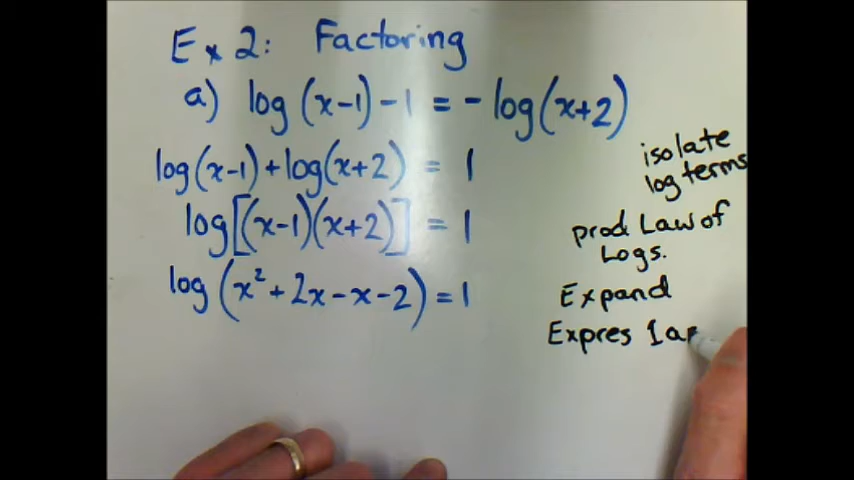 Ex 2: Factoring
a) log(x-1) - 1 = - log(x+2)
log(x-1) + log(x+2) = 1
isolate
log terms
log[(x-1)(x+2)] = 1
prod Law of
Logs.
log(x² + 2x - x - 2) = 1
Expand
Expres 1 a